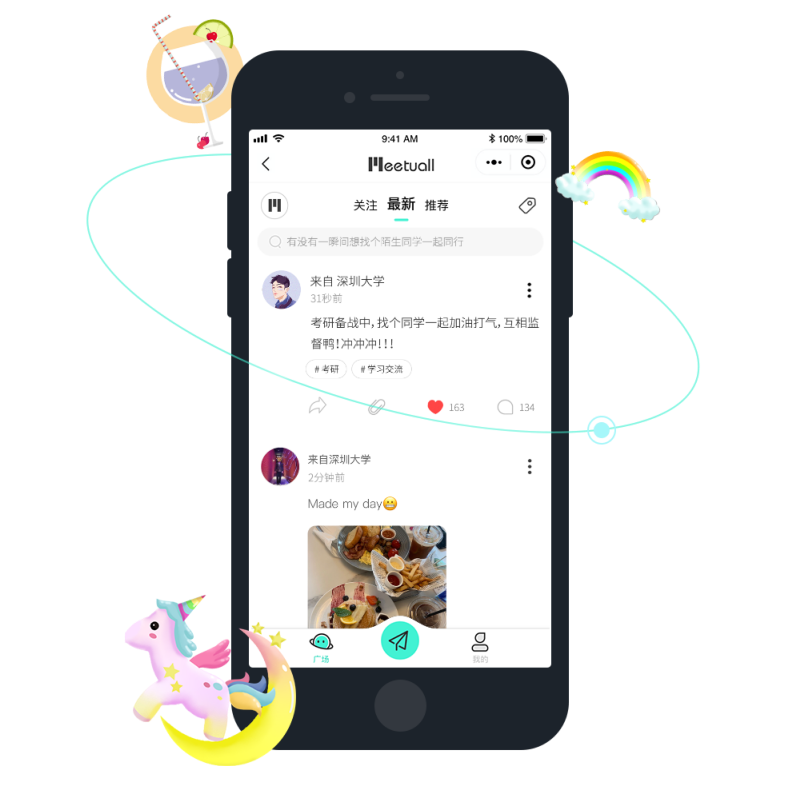 9:41 AM 100%
Meetuall
关注 最新 推荐
有没有一瞬间想找个陌生同学一起同行
来自 深圳大学
31秒前
考研备战中，找个同学一起加油打气，互相监
督鸭！冲冲冲！！！
# 考研 # 学习交流
163 134
来自深圳大学
2分钟前
Made my day😬
广场 我的